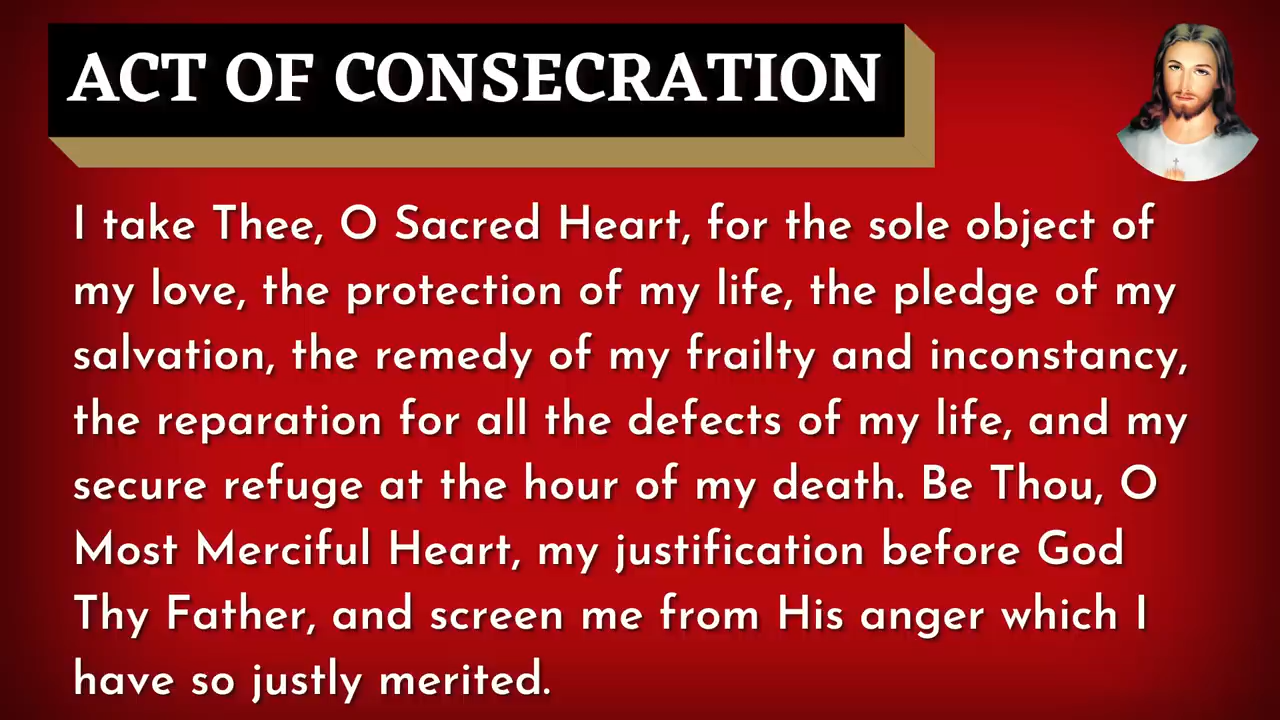 ACT OF CONSECRATION
I take Thee, O Sacred Heart, for the sole object of
my love, the protection of my life, the pledge of my
salvation, the remedy of my frailty and inconstancy,
the reparation for all the defects of my life, and my
secure refuge at the hour of my death. Be Thou, O
Most Merciful Heart, my justification before God
Thy Father, and screen me from His anger which I
have so justly merited.